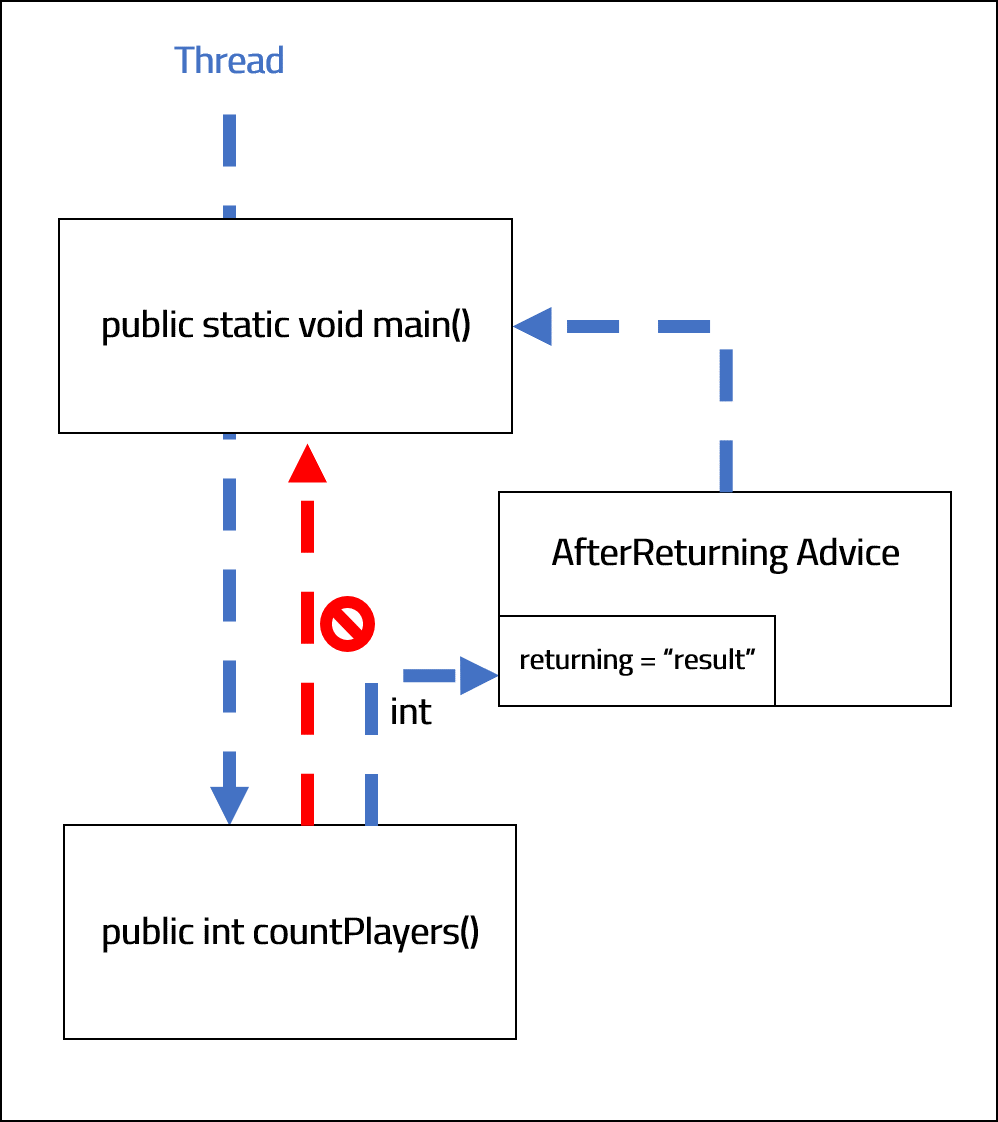 Thread
public static void main()
AfterReturning Advice
returning = “result”
int
public int countPlayers()